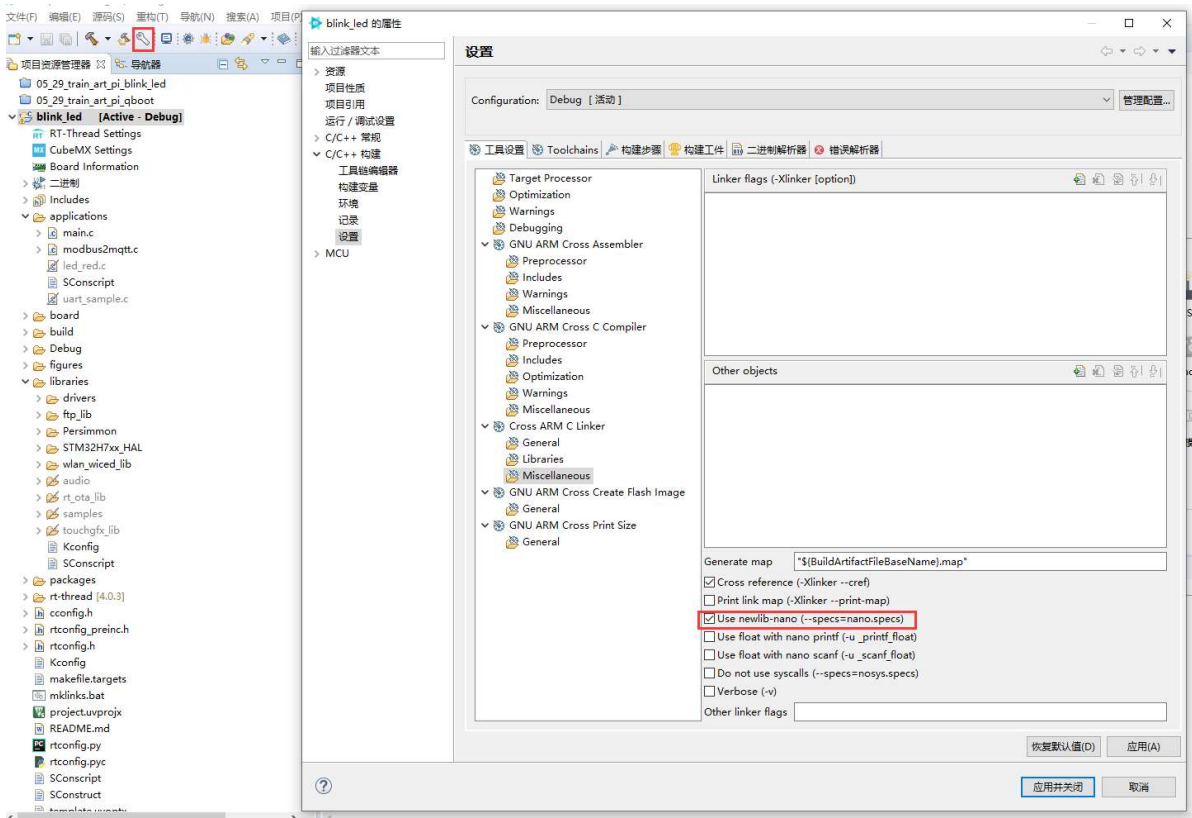 文件(F) 编辑(E) 源码(S) 重构(T) 导航(N) 搜索(A) 项目(P
项目资源管理器 导航器
05_29_train_art_pi_blink_led
05_29_train_art_pi_qboot
blink_led [Active - Debug]
RT-Thread Settings
CubeMX Settings
Board Information
二进制
Includes
applications
main.c
modbus2mqtt.c
led_red.c
SConscript
uart_sample.c
board
build
Debug
figures
libraries
drivers
ftp_lib
Persimmon
STM32H7xx_HAL
wlan_wiced_lib
audio
rt_ota_lib
samples
touchgfx_lib
Kconfig
SConscript
packages
rt-thread [4.0.3]
cconfig.h
rtconfig_preinc.h
rtconfig.h
Kconfig
makefile.targets
mklinks.bat
project.uvprojx
README.md
rtconfig.py
rtconfig.pyc
SConscript
SConstruct
template.uvoptx
blink_led 的属性
输入过滤器文本
资源
项目性质
项目引用
运行 / 调试设置
C/C++ 常规
C/C++ 构建
工具链编辑器
构建变量
环境
记录
设置
MCU
设置
Configuration: Debug [ 活动 ] 管理配置...
工具设置 Toolchains 构建步骤 构建工件 二进制解析器 错误解析器
Target Processor
Optimization
Warnings
Debugging
GNU ARM Cross Assembler
Preprocessor
Includes
Warnings
Miscellaneous
GNU ARM Cross C Compiler
Preprocessor
Includes
Optimization
Warnings
Miscellaneous
Cross ARM C Linker
General
Libraries
Miscellaneous
GNU ARM Cross Create Flash Image
General
GNU ARM Cross Print Size
General
Linker flags (-Xlinker [option])
Other objects
Generate map "${BuildArtifactFileBaseName}.map"
Cross reference (-Xlinker --cref)
Print link map (-Xlinker --print-map)
Use newlib-nano (--specs=nano.specs)
Use float with nano printf (-u _printf_float)
Use float with nano scanf (-u _scanf_float)
Do not use syscalls (--specs=nosys.specs)
Verbose (-v)
Other linker flags
恢复默认值(D) 应用(A)
应用并关闭 取消